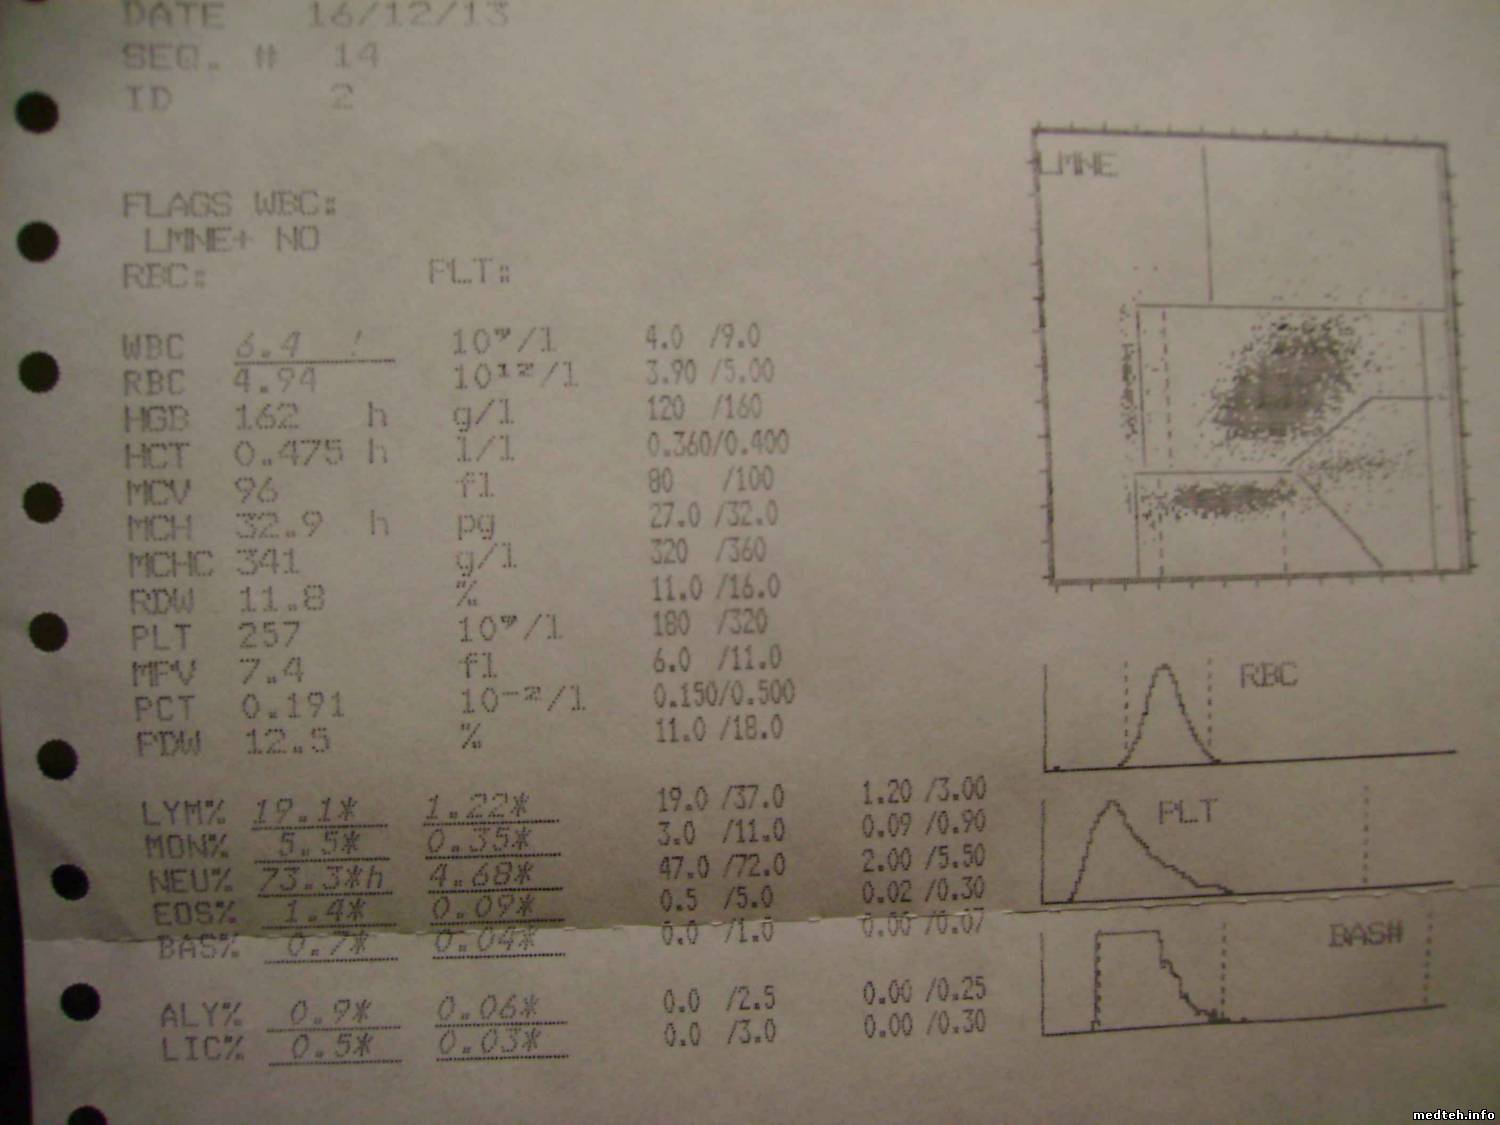 DATE 16/12/13
SEQ. # 14
ID 2
FLAGS WBC:
LMNE+ NO
RBC: PLT:
WBC 6.4 ! 10⁹/l 4.0 /9.0
RBC 4.94 10¹²/l 3.90 /5.00
HGB 162 h g/l 120 /160
HCT 0.475 h l/l 0.360/0.400
MCV 96 fl 80 /100
MCH 32.9 h pg 27.0 /32.0
MCHC 341 g/l 320 /360
RDW 11.8 % 11.0 /16.0
PLT 257 10⁹/l 180 /320
MPV 7.4 fl 6.0 /11.0
PCT 0.191 10⁻²/l 0.150/0.500
PDW 12.5 % 11.0 /18.0
LYM% 19.1* 1.22* 19.0 /37.0 1.20 /3.00
MON% 5.5* 0.35* 3.0 /11.0 0.09 /0.90
NEU% 73.3*h 4.68* 47.0 /72.0 2.00 /5.50
EOS% 1.4* 0.09* 0.5 /5.0 0.02 /0.30
BAS% 0.7* 0.04* 0.0 /1.0 0.00 /0.07
ALY% 0.9* 0.06* 0.0 /2.5 0.00 /0.25
LIC% 0.5* 0.03* 0.0 /3.0 0.00 /0.30
LMNE
RBC
PLT
BAS#
medteh.info